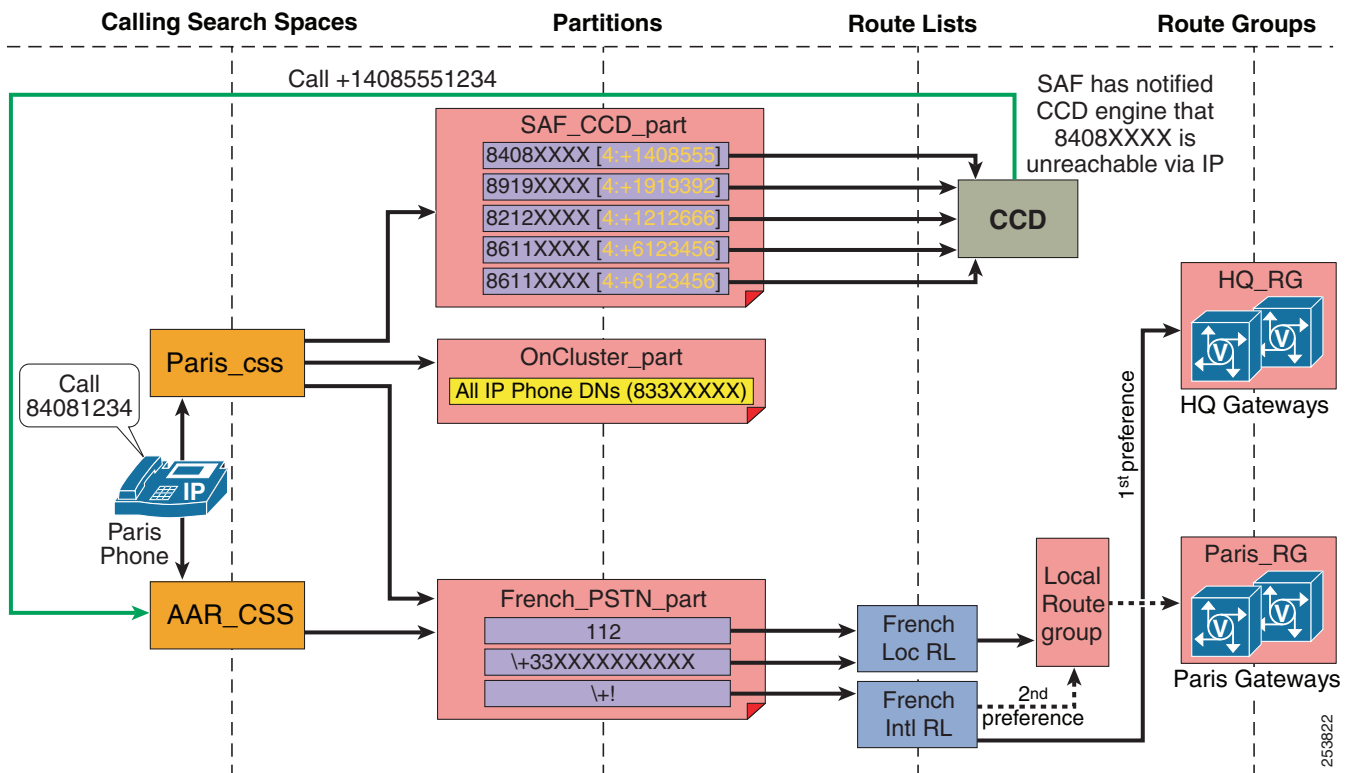 Calling Search Spaces
Partitions
Route Lists
Route Groups
Call +14085551234
SAF has notified
CCD engine that
8408XXXX is
unreachable via IP
SAF_CCD_part
8408XXXX [4:+1408555]
8919XXXX [4:+1919392]
8212XXXX [4:+1212666]
8611XXXX [4:+6123456]
8611XXXX [4:+6123456]
CCD
HQ_RG
V
V
HQ Gateways
Paris_css
OnCluster_part
All IP Phone DNs (833XXXXX)
Call
84081234
IP
Paris
Phone
1st preference
AAR_CSS
French_PSTN_part
112
\+33XXXXXXXXXX
\+!
French
Loc RL
French
Intl RL
Local
Route
group
2nd
preference
Paris_RG
V
V
Paris Gateways
253822